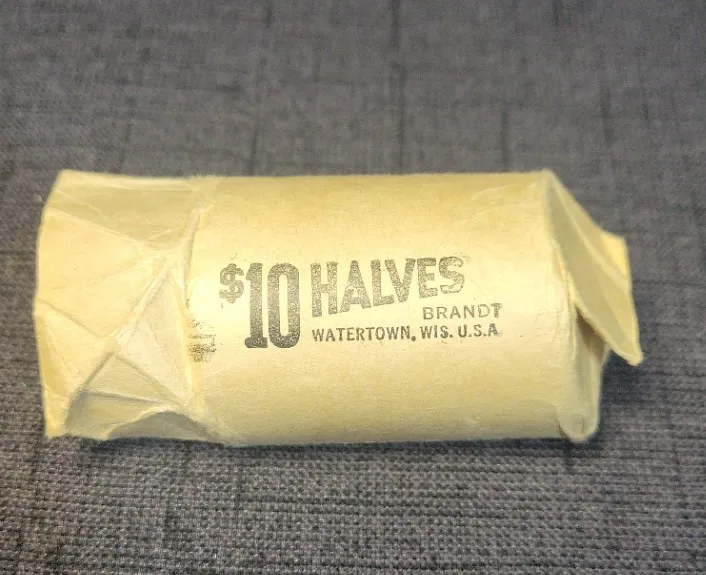 $10 HALVES
BRANDT
WATERTOWN, WIS. U.S.A.